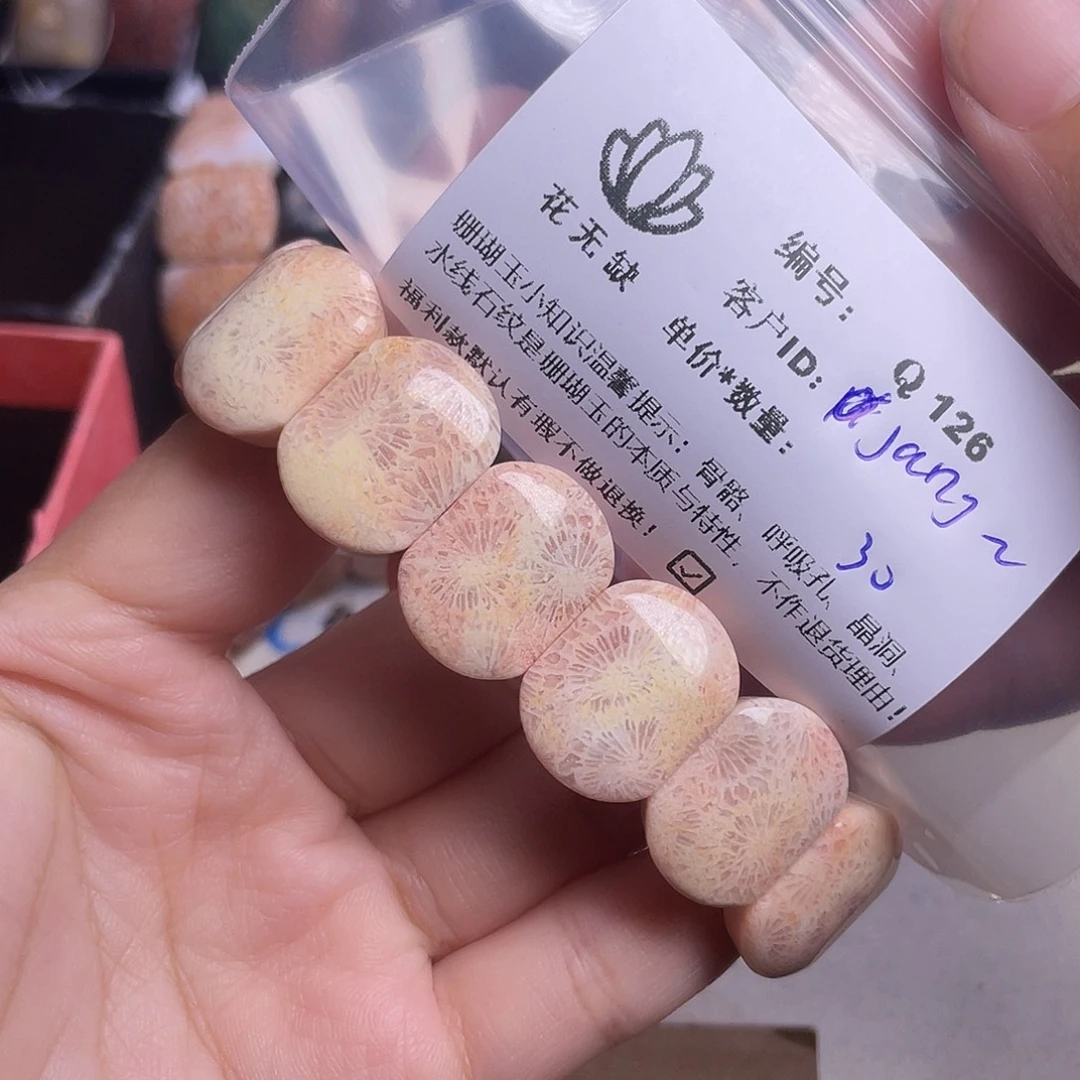 花无缺
编号：
Q 126
客户ID:
jang~
单价*数量：
30
珊瑚玉小知识温馨提示：骨骼、呼吸孔、晶洞、
水线石纹是珊瑚玉的本质与特性，不作退货理由！
福利款默认有瑕不做退换！